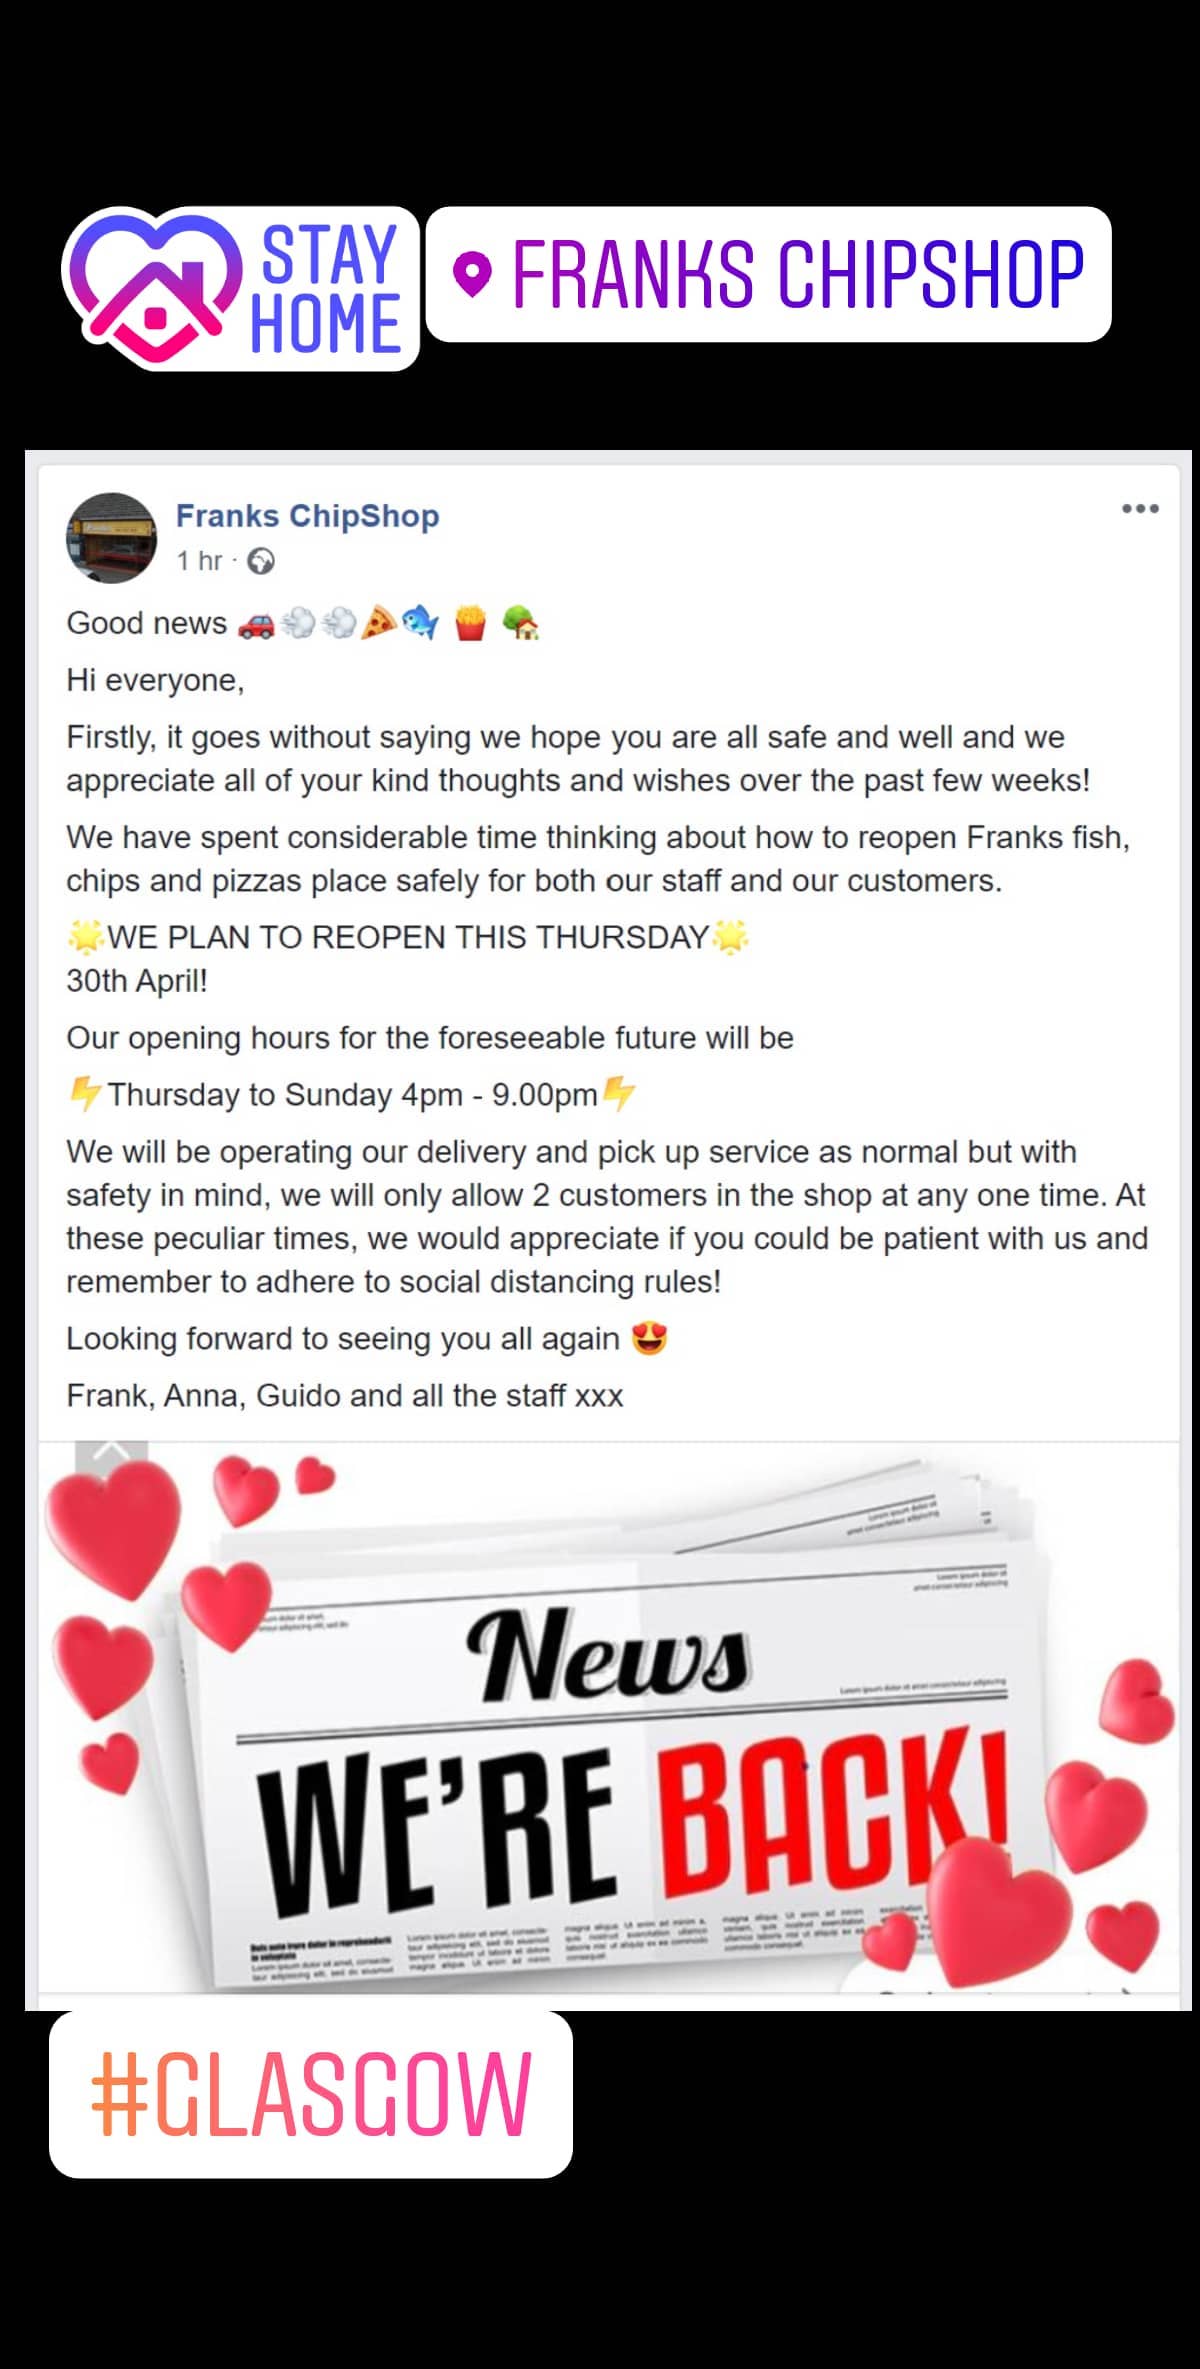 STAY
HOME
FRANKS CHIPSHOP
Franks ChipShop
1 hr ·
Good news 🚗💨💨🍕🐟 🍟 🏡
Hi everyone,
Firstly, it goes without saying we hope you are all safe and well and we
appreciate all of your kind thoughts and wishes over the past few weeks!
We have spent considerable time thinking about how to reopen Franks fish,
chips and pizzas place safely for both our staff and our customers.
🌟WE PLAN TO REOPEN THIS THURSDAY🌟
30th April!
Our opening hours for the foreseeable future will be
⚡Thursday to Sunday 4pm - 9.00pm⚡
We will be operating our delivery and pick up service as normal but with
safety in mind, we will only allow 2 customers in the shop at any one time. At
these peculiar times, we would appreciate if you could be patient with us and
remember to adhere to social distancing rules!
Looking forward to seeing you all again 😍
Frank, Anna, Guido and all the staff xxx
News
WE'RE BACK!
#GLASGOW